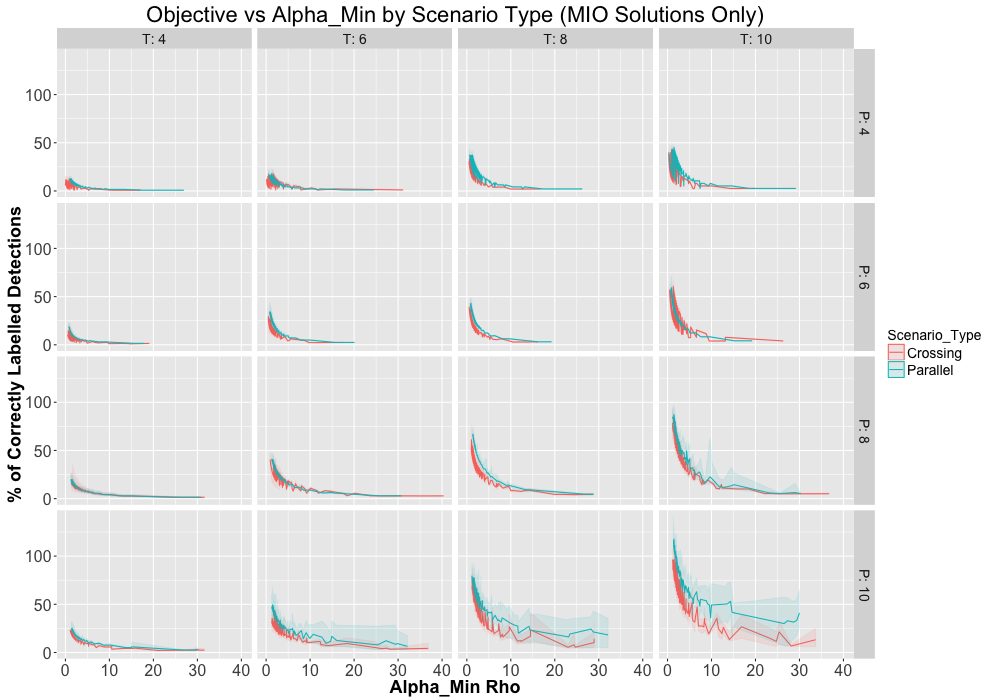 Objective vs Alpha_Min by Scenario Type (MIO Solutions Only)
T: 4 T: 6 T: 8 T: 10
% of Correctly Labelled Detections
100
50
0
P: 4
100
50
0
P: 6
Scenario_Type
Crossing
Parallel
100
50
0
P: 8
100
50
0
P: 10
0 10 20 30 40 0 10 20 30 40 0 10 20 30 40 0 10 20 30 40
Alpha_Min Rho